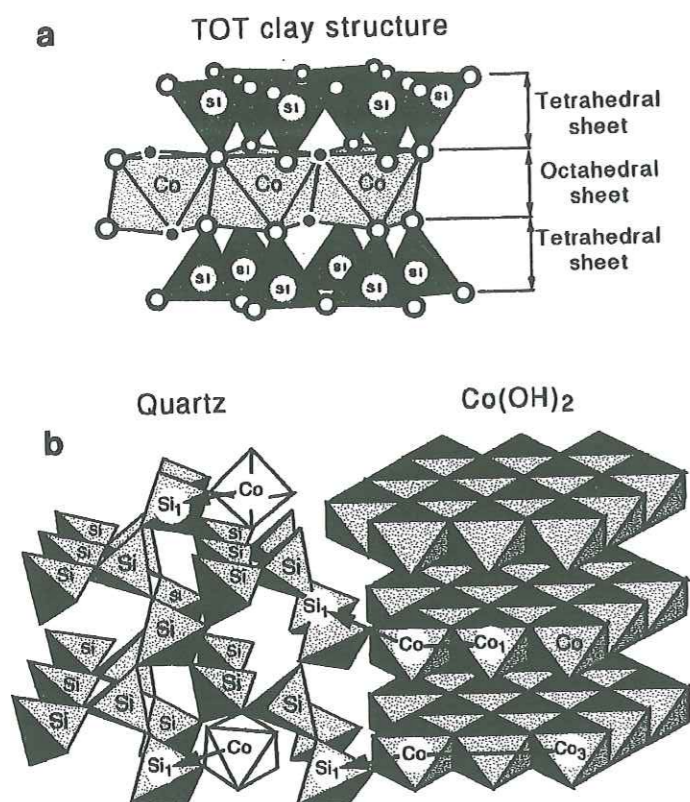 a
TOT clay structure
SI SI SI SI
Tetrahedral
sheet
Co Co Co
Octahedral
sheet
SI SI SI SI SI
Tetrahedral
sheet
Quartz
Co(OH)2
b
Si1 Co
Si Si
Si Si Si Si Si
Si Si Si
Si Si Si1
Si Si Co Co1 Co
Si Si
Si Si Si Si
Si Si Si
Si1 Co Si1 Co Co3